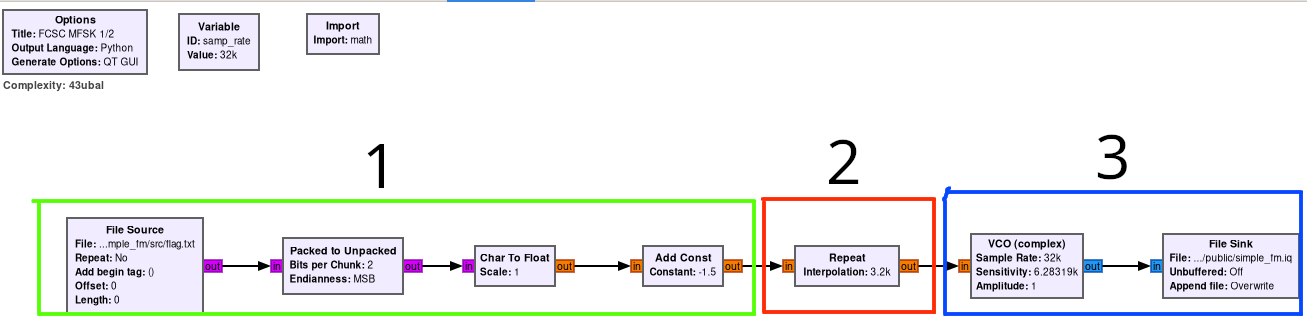 Options
Title: FCSC MFSK 1/2
Output Language: Python
Generate Options: QT GUI
Variable
ID: samp_rate
Value: 32k
Import
Import: math
Complexity: 43ubal
1
2
3
File Source
File: ...mple_fm/src/flag.txt
Repeat: No
Add begin tag: ()
Offset: 0
Length: 0
out
in
Packed to Unpacked
Bits per Chunk: 2
Endianness: MSB
out
in
Char To Float
Scale: 1
out
in
Add Const
Constant: -1.5
out
in
Repeat
Interpolation: 3.2k
out
in
VCO (complex)
Sample Rate: 32k
Sensitivity: 6.28319k
Amplitude: 1
out
in
File Sink
File: .../public/simple_fm.iq
Unbuffered: Off
Append file: Overwrite